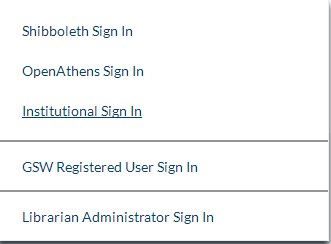 Shibboleth Sign In
OpenAthens Sign In
Institutional Sign In
GSW Registered User Sign In
Librarian Administrator Sign In